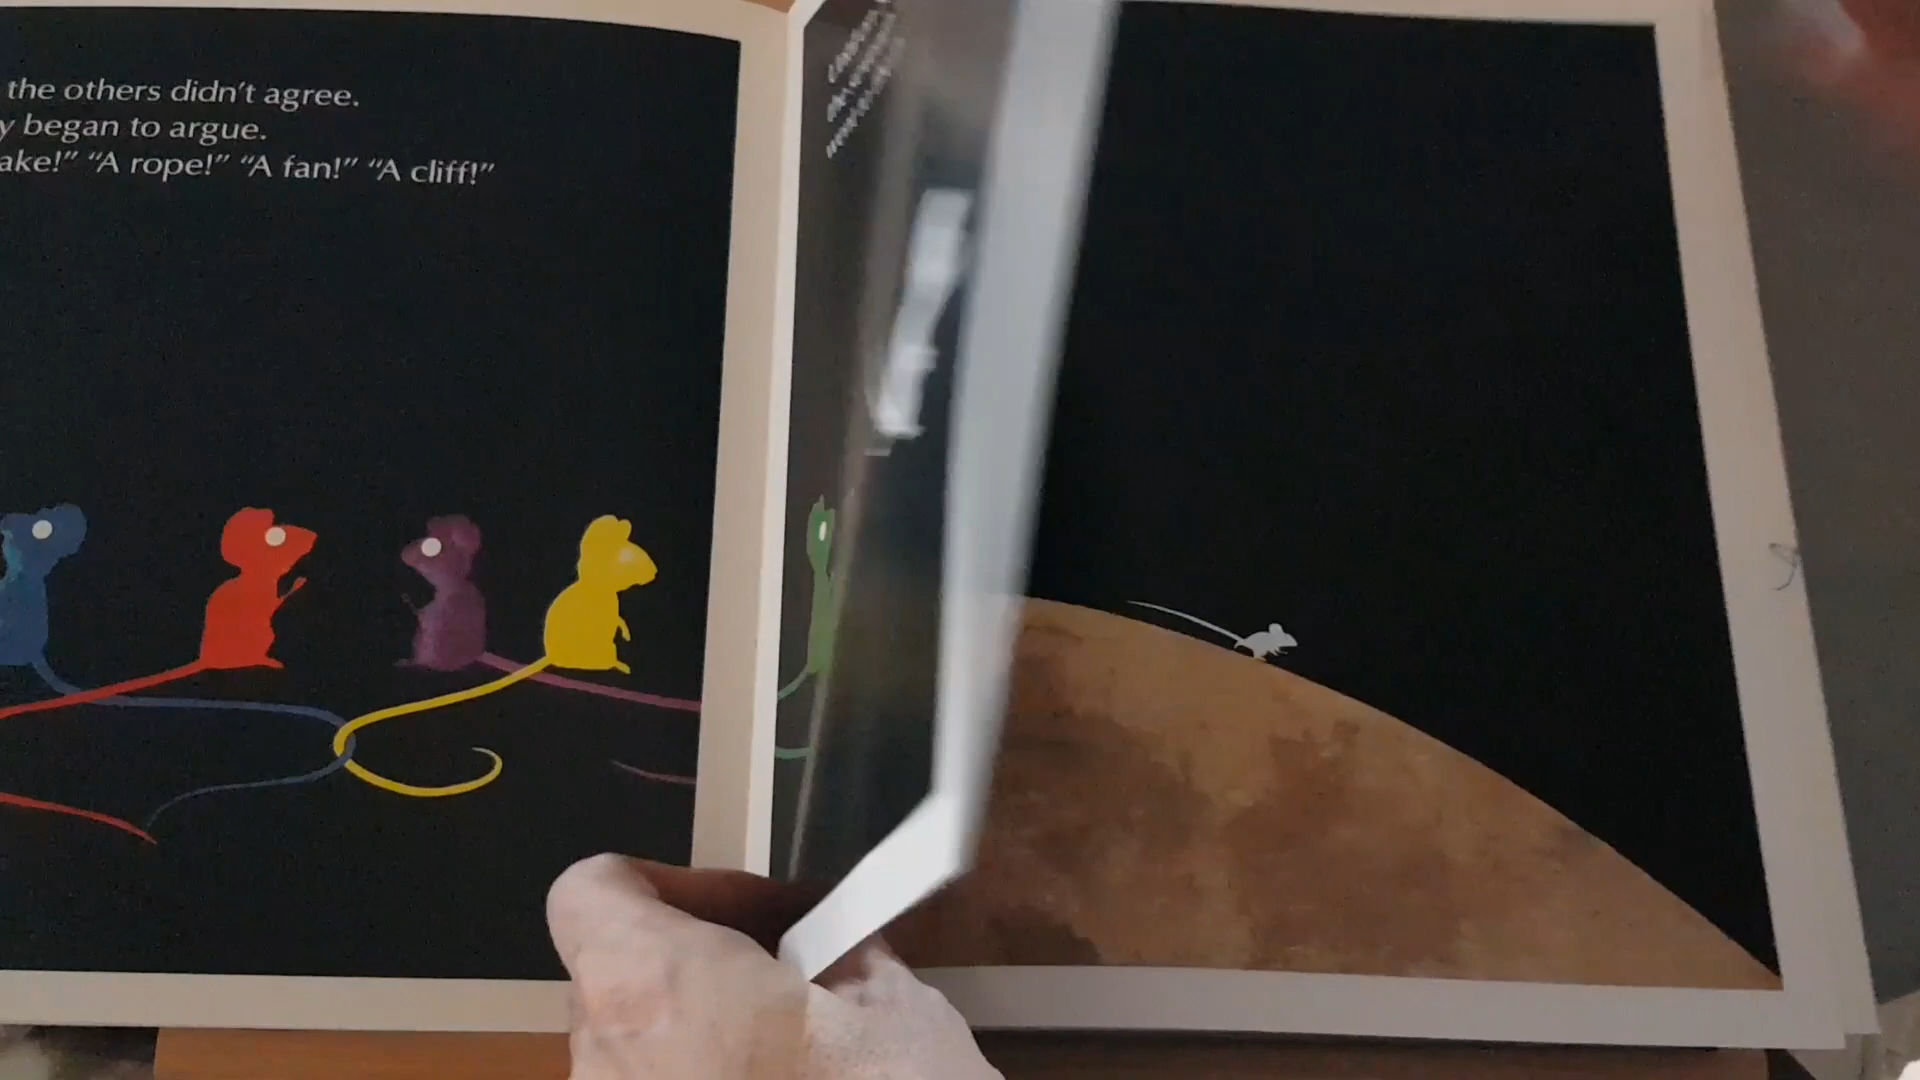 the others didn't agree.
y began to argue.
ake!" "A rope!" "A fan!" "A cliff!"